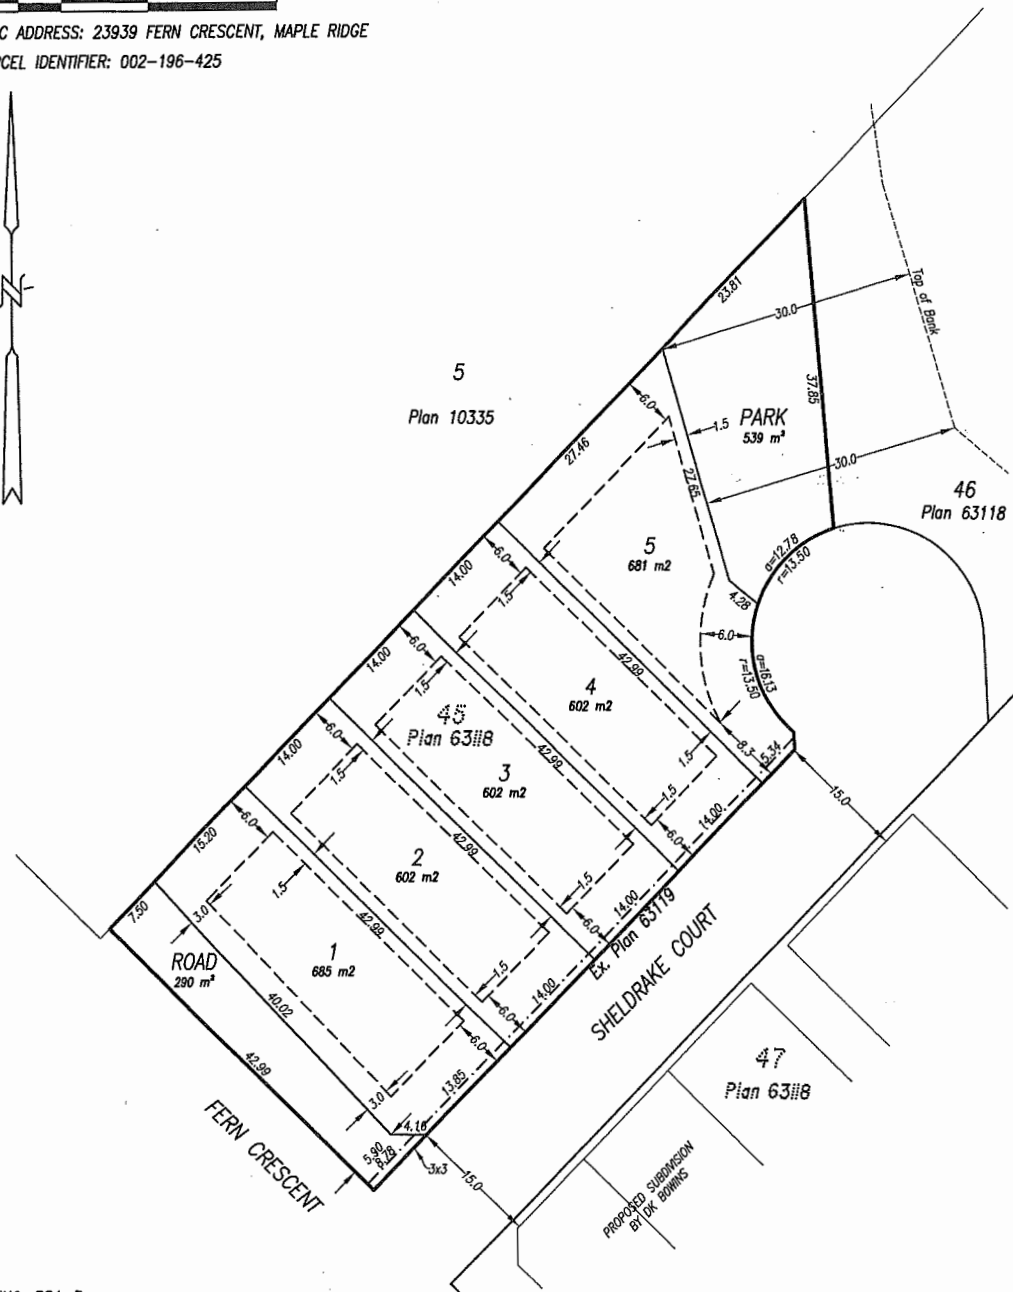 C ADDRESS: 23939 FERN CRESCENT, MAPLE RIDGE
CEL IDENTIFIER: 002-196-425
N
5
Plan 10335
23.81
30.0
Top of Bank
37.85
PARK
539 m²
1.5
6.0
27.46
27.65
30.0
46
Plan 63118
5
681 m2
a=12.78
r=13.50
4.28
6.0
a=16.13
r=13.50
14.00
6.0
1.5
42.99
4
602 m2
1.5
8.3
5.34
15.0
14.00
6.0
1.5
45
Plan 63118
42.99
3
602 m2
1.5
14.00
6.0
14.00
6.0
1.5
42.99
2
602 m2
1.5
14.00
6.0
Ex. Plan 63119
SHELDRAKE COURT
15.20
6.0
1.5
42.99
1
685 m2
1.5
14.00
6.0
7.50
3.0
ROAD
290 m²
40.02
42.99
FERN CRESCENT
3.0
13.85
6.0
4.16
5.90
8.78
3x3
15.0
47
Plan 63118
PROPOSED SUBDIVISION
BY DK BOWINS